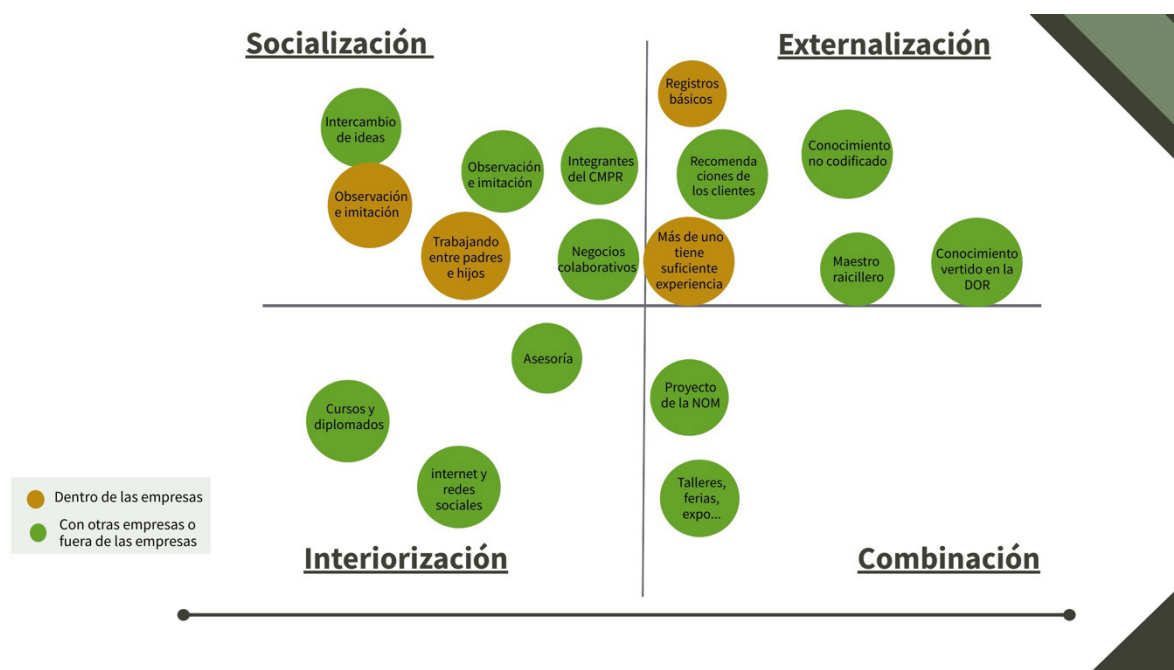 Socialización
Externalización
Intercambio
de ideas
Observación
e imitación
Observación
e imitación
Integrantes
del CMPR
Trabajando
entre padres
e hijos
Negocios
colaborativos
Registros
básicos
Recomenda
ciones de
los clientes
Conocimiento
no codificado
Más de uno
tiene
suficiente
experiencia
Maestro
raicillero
Conocimiento
vertido en la
DOR
Asesoría
Cursos y
diplomados
internet y
redes
sociales
Proyecto
de la NOM
Talleres,
ferias,
expo...
Dentro de las empresas
Con otras empresas o
fuera de las empresas
Interiorización
Combinación